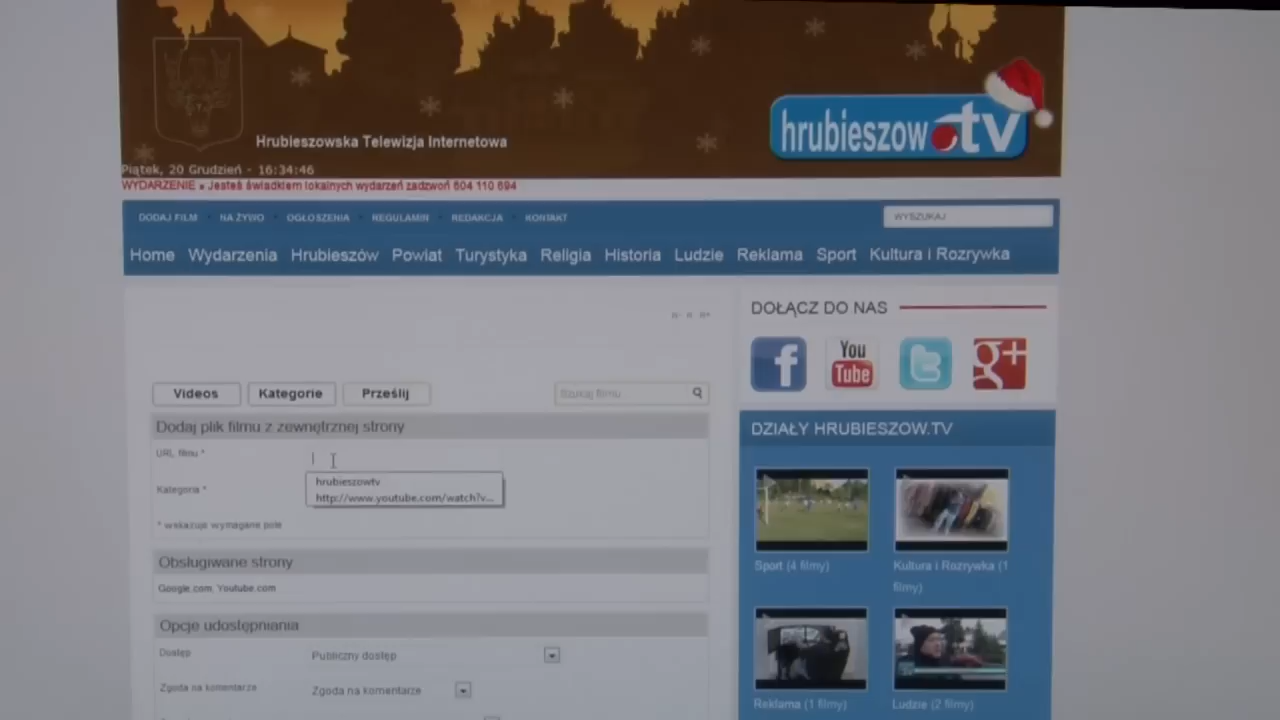 hrubieszow.tv
Hrubieszowska Telewizja Internetowa
Piątek, 20 Grudzień - 16:34:46
WYDARZENIE » Jesteś świadkiem lokalnych wydarzeń zadzwoń 604 110 694
DODAJ FILM NA ŻYWO OGŁOSZENIA REGULAMIN REDAKCJA KONTAKT
WYSZUKAJ
Home Wydarzenia Hrubieszów Powiat Turystyka Religia Historia Ludzie Reklama Sport Kultura i Rozrywka
DOŁĄCZ DO NAS
f
You
Tube
t
g+
Videos Kategorie Prześlij
Szukaj filmu
Dodaj plik filmu z zewnętrznej strony
URL filmu *
hrubieszowtv
http://www.youtube.com/watch?v...
Kategoria *
* wskazuje wymagane pole
Obslugiwane strony
Google.com, Youtube.com
Opcje udostępniania
Dostęp Publiczny dostęp
Zgoda na komentarze Zgoda na komentarze
DZIAŁY HRUBIESZOW.TV
Sport (4 filmy)
Kultura i Rozrywka (1
filmy)
Reklama (1 filmy)
Ludzie (2 filmy)